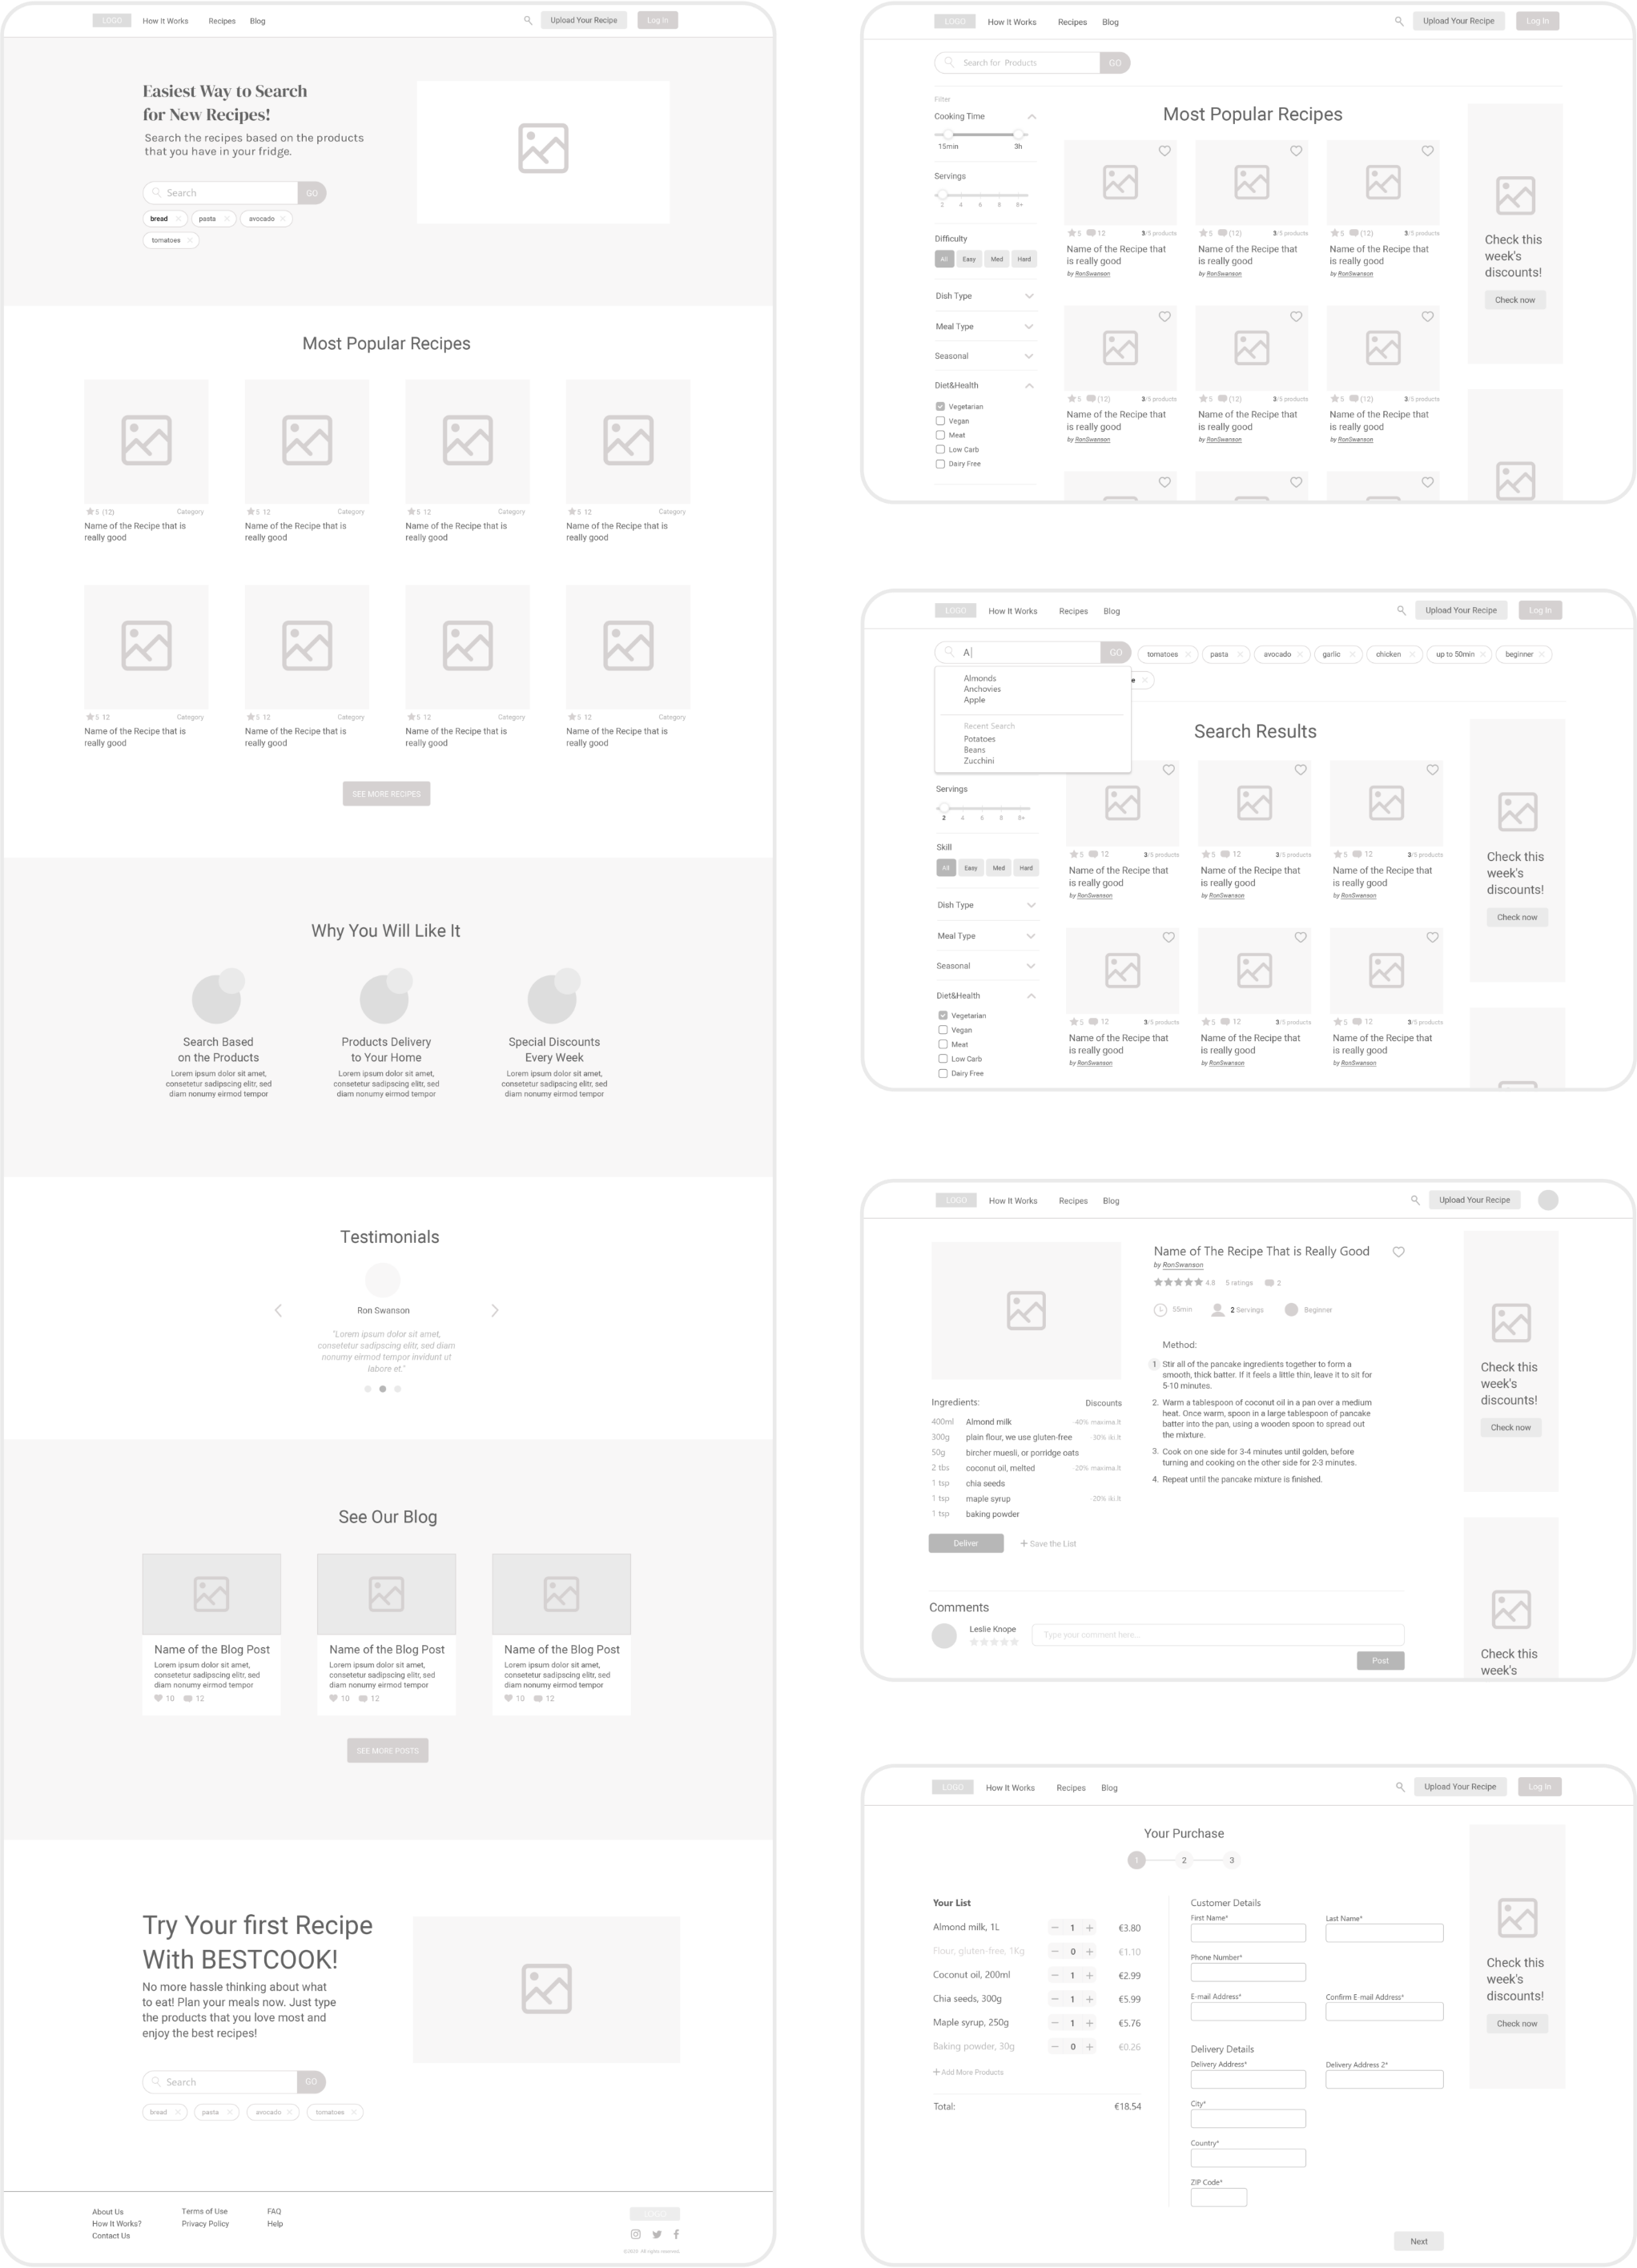 LOGO How It Works Recipes Blog Upload Your Recipe Log In
Easiest Way to Search
for New Recipes!
Search the recipes based on the products
that you have in your fridge.
Search GO
bread pasta avocado
tomatoes
Most Popular Recipes
5 (12) Category 5 12 Category 5 12 Category 5 12 Category
Name of the Recipe that is Name of the Recipe that is Name of the Recipe that is Name of the Recipe that is
really good really good really good really good
5 12 Category 5 12 Category 5 12 Category 5 12 Category
Name of the Recipe that is Name of the Recipe that is Name of the Recipe that is Name of the Recipe that is
really good really good really good really good
SEE MORE RECIPES
Why You Will Like It
Search Based Products Delivery Special Discounts
on the Products to Your Home Every Week
Lorem ipsum dolor sit amet, Lorem ipsum dolor sit amet, Lorem ipsum dolor sit amet,
consetetur sadipscing elitr, sed consetetur sadipscing elitr, sed consetetur sadipscing elitr, sed
diam nonumy eirmod tempor diam nonumy eirmod tempor diam nonumy eirmod tempor
Testimonials
Ron Swanson
"Lorem ipsum dolor sit amet,
consetetur sadipscing elitr, sed diam
nonumy eirmod tempor invidunt ut
labore et."
See Our Blog
Name of the Blog Post Name of the Blog Post Name of the Blog Post
Lorem ipsum dolor sit amet, Lorem ipsum dolor sit amet, Lorem ipsum dolor sit amet,
consetetur sadipscing elitr, sed consetetur sadipscing elitr, sed consetetur sadipscing elitr, sed
diam nonumy eirmod tempor diam nonumy eirmod tempor diam nonumy eirmod tempor
10 12 10 12 10 12
SEE MORE POSTS
Try Your first Recipe
With BESTCOOK!
No more hassle thinking about what
to eat! Plan your meals now. Just type
the products that you love most and
enjoy the best recipes!
Search GO
bread pasta avocado tomatoes
About Us Terms of Use FAQ LOGO
How It Works? Privacy Policy Help
Contact Us
©2020 All rights reserved.
LOGO How It Works Recipes Blog Upload Your Recipe Log In
Search for Products GO
Filter
Cooking Time
15min 3h
Servings
2 4 6 8 8+
Difficulty
All Easy Med Hard
Dish Type
Meal Type
Seasonal
Diet&Health
Vegetarian
Vegan
Meat
Low Carb
Dairy Free
Most Popular Recipes
5 12 3/5 products 5 (12) 3/5 products 5 (12) 3/5 products
Name of the Recipe that Name of the Recipe that Name of the Recipe that
is really good is really good is really good
by RonSwanson by RonSwanson by RonSwanson
5 (12) 3/5 products 5 (12) 3/5 products 5 (12) 3/5 products
Name of the Recipe that Name of the Recipe that Name of the Recipe that
is really good is really good is really good
by RonSwanson by RonSwanson by RonSwanson
Check this
week's
discounts!
Check now
LOGO How It Works Recipes Blog Upload Your Recipe Log In
A GO tomatoes pasta avocado garlic chicken up to 50min beginner
e
Almonds
Anchovies
Apple
Recent Search
Potatoes
Beans
Zucchini
Servings
2 4 6 8 8+
Skill
All Easy Med Hard
Dish Type
Meal Type
Seasonal
Diet&Health
Vegetarian
Vegan
Meat
Low Carb
Dairy Free
Search Results
5 12 3/5 products 5 12 3/5 products 5 12 3/5 products
Name of the Recipe that Name of the Recipe that Name of the Recipe that
is really good is really good is really good
by RonSwanson by RonSwanson by RonSwanson
5 12 3/5 products 5 12 3/5 products 5 12 3/5 products
Name of the Recipe that Name of the Recipe that Name of the Recipe that
is really good is really good is really good
by RonSwanson by RonSwanson by RonSwanson
Check this
week's
discounts!
Check now
LOGO How It Works Recipes Blog Upload Your Recipe
Name of The Recipe That is Really Good
by RonSwanson
4.8 5 ratings 2
55min 2 Servings Beginner
Method:
1 Stir all of the pancake ingredients together to form a
smooth, thick batter. If it feels a little thin, leave it to sit for
5-10 minutes.
2. Warm a tablespoon of coconut oil in a pan over a medium
heat. Once warm, spoon in a large tablespoon of pancake
batter into the pan, using a wooden spoon to spread out
the mixture.
3. Cook on one side for 3-4 minutes until golden, before
turning and cooking on the other side for 2-3 minutes.
4. Repeat until the pancake mixture is finished.
Ingredients: Discounts
400ml Almond milk -40% maxima.lt
300g plain flour, we use gluten-free -30% iki.lt
50g bircher muesli, or porridge oats
2 tbs coconut oil, melted -20% maxima.lt
1 tsp chia seeds
1 tsp maple syrup -20% iki.lt
1 tsp baking powder
Deliver + Save the List
Comments
Leslie Knope
Type your comment here...
Post
Check this
week's
discounts!
Check now
Check this
week's
LOGO How It Works Recipes Blog Upload Your Recipe Log In
Your Purchase
1 2 3
Your List
Almond milk, 1L − 1 + €3.80
Flour, gluten-free, 1Kg − 0 + €1.10
Coconut oil, 200ml − 1 + €2.99
Chia seeds, 300g − 1 + €5.99
Maple syrup, 250g − 1 + €5.76
Baking powder, 30g − 0 + €0.26
+ Add More Products
Total: €18.54
Customer Details
First Name* Last Name*
Phone Number*
E-mail Address* Confirm E-mail Address*
Delivery Details
Delivery Address* Delivery Address 2*
City*
Country*
ZIP Code*
Next
Check this
week's
discounts!
Check now